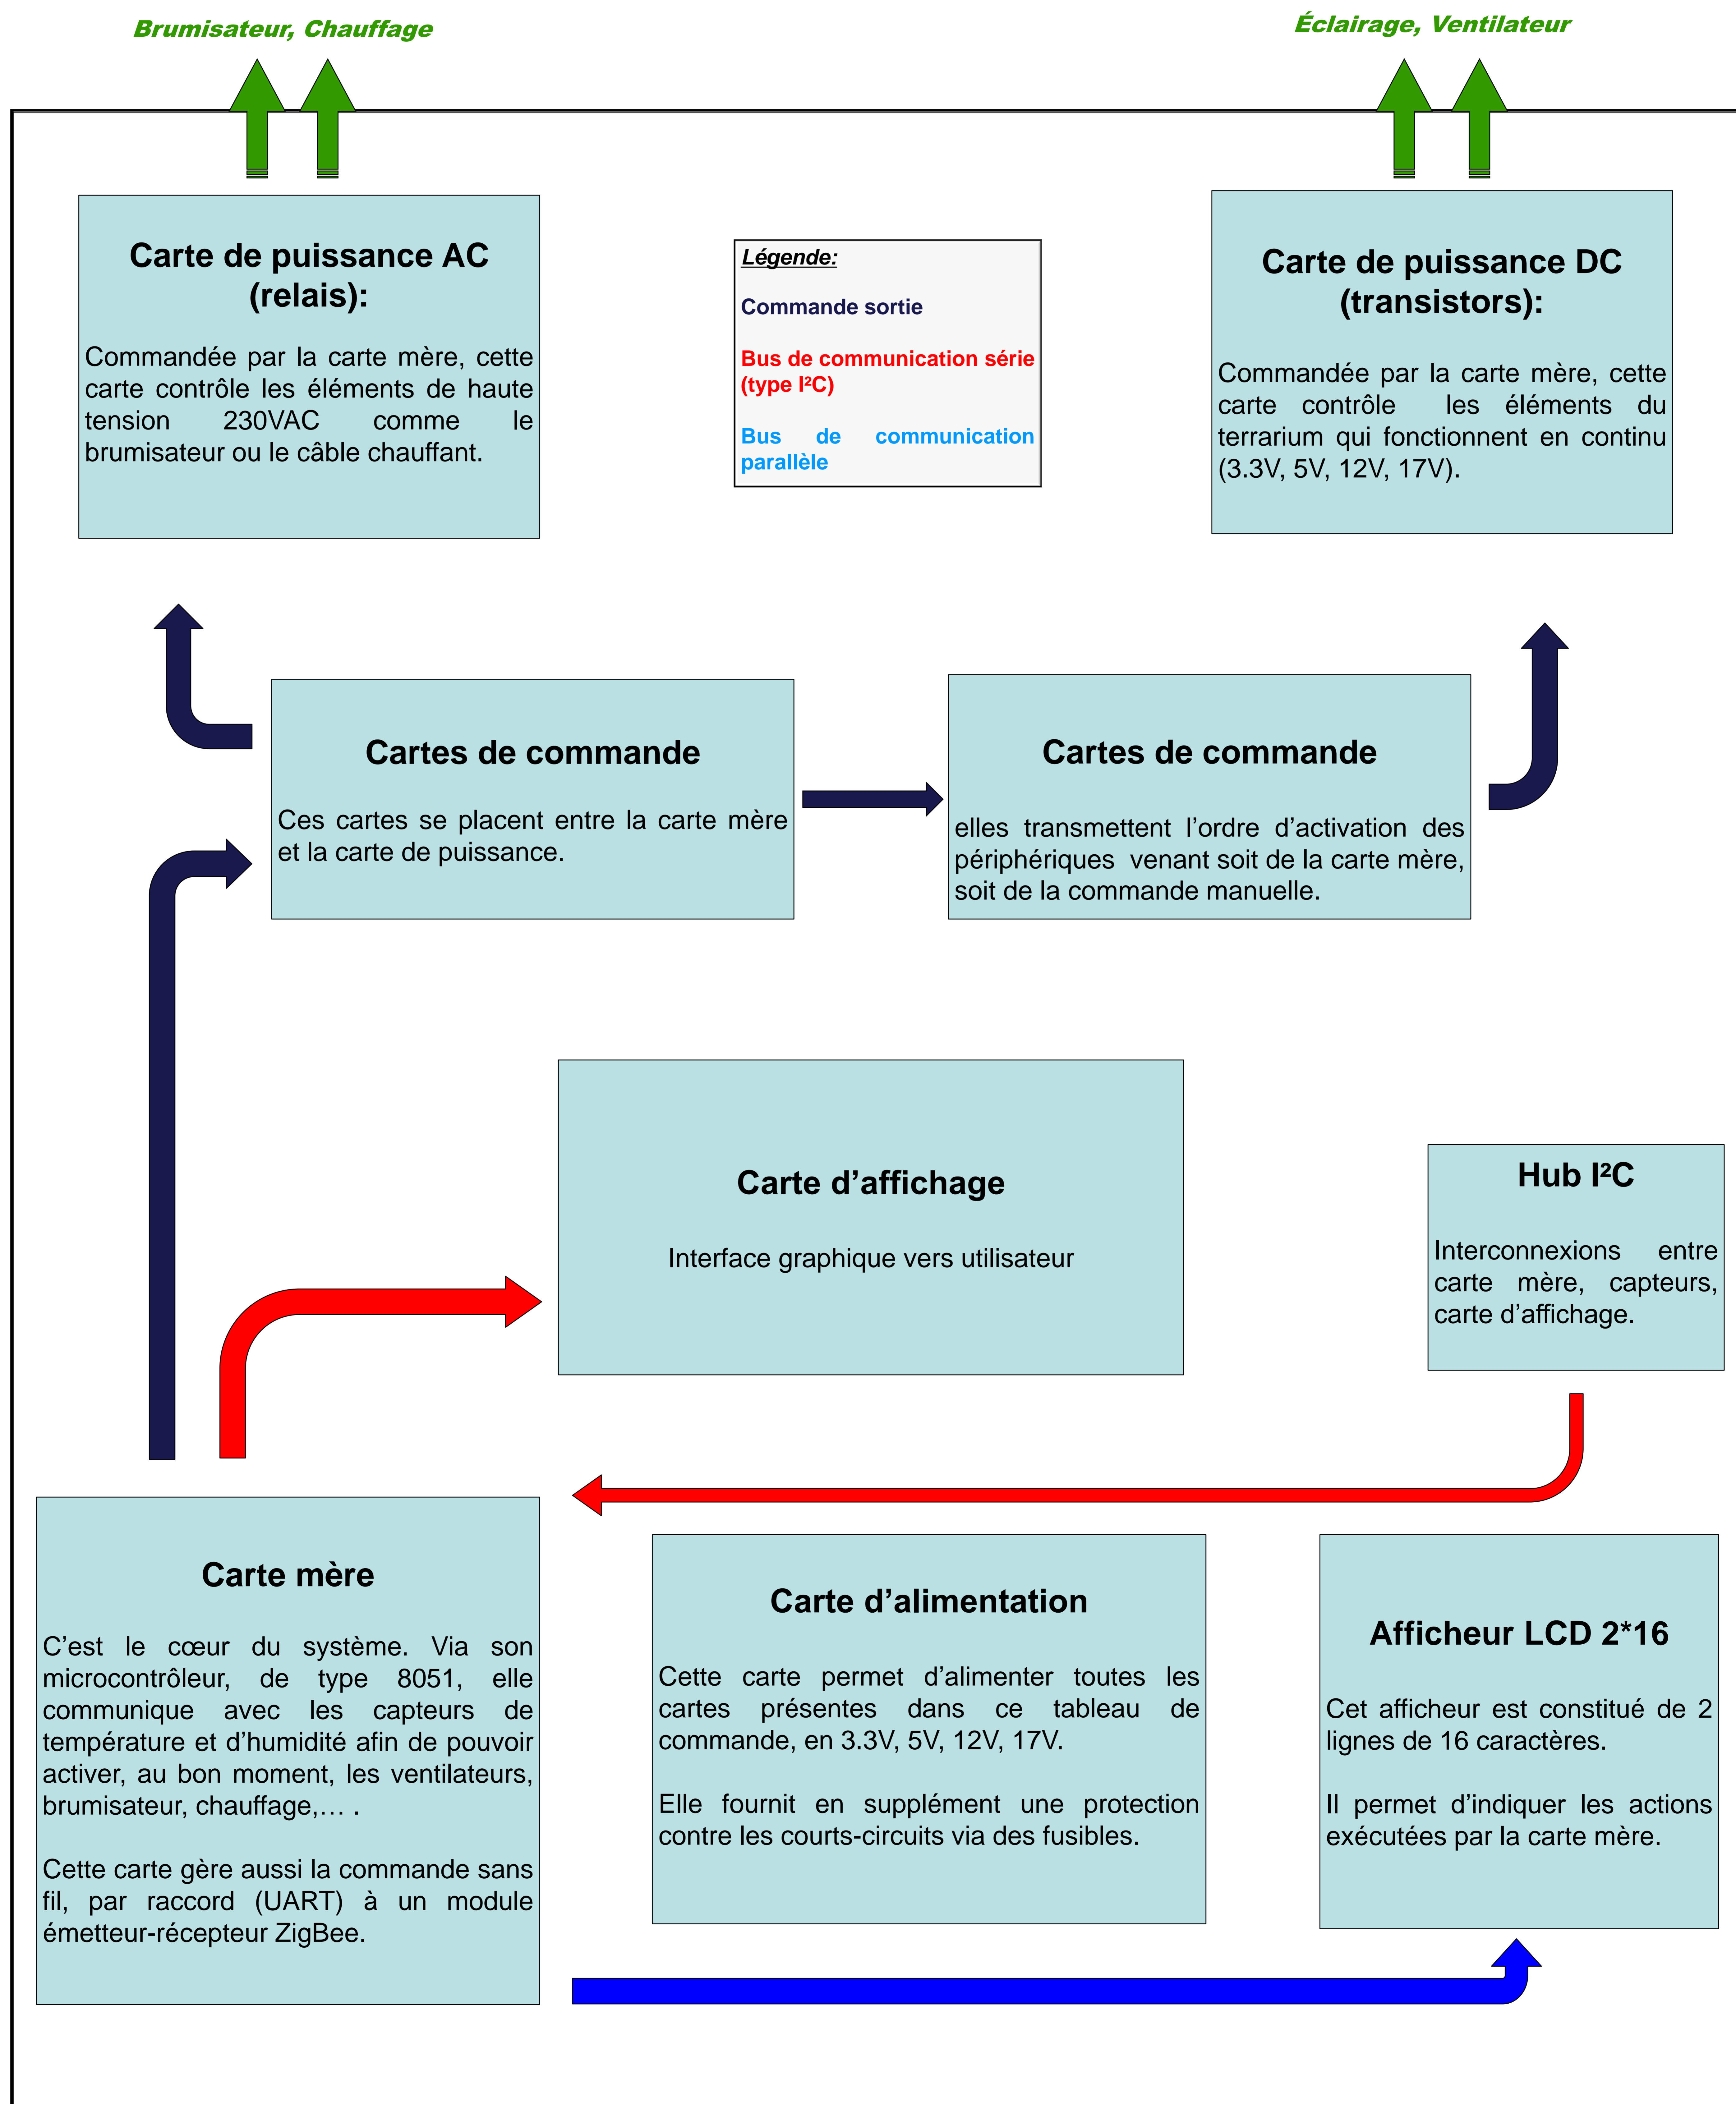 Brumisateur, Chauffage
Éclairage, Ventilateur
Carte de puissance AC
(relais):
Commandée par la carte mère, cette
carte contrôle les éléments de haute
tension 230VAC comme le
brumisateur ou le câble chauffant.
Légende:
Commande sortie
Bus de communication série
(type I²C)
Bus de communication
parallèle
Carte de puissance DC
(transistors):
Commandée par la carte mère, cette
carte contrôle les éléments du
terrarium qui fonctionnent en continu
(3.3V, 5V, 12V, 17V).
Cartes de commande
Ces cartes se placent entre la carte mère
et la carte de puissance.
Cartes de commande
elles transmettent l’ordre d’activation des
périphériques venant soit de la carte mère,
soit de la commande manuelle.
Carte d’affichage
Interface graphique vers utilisateur
Hub I²C
Interconnexions entre
carte mère, capteurs,
carte d’affichage.
Carte mère
C’est le cœur du système. Via son
microcontrôleur, de type 8051, elle
communique avec les capteurs de
température et d’humidité afin de pouvoir
activer, au bon moment, les ventilateurs,
brumisateur, chauffage,… .
Cette carte gère aussi la commande sans
fil, par raccord (UART) à un module
émetteur-récepteur ZigBee.
Carte d’alimentation
Cette carte permet d’alimenter toutes les
cartes présentes dans ce tableau de
commande, en 3.3V, 5V, 12V, 17V.
Elle fournit en supplément une protection
contre les courts-circuits via des fusibles.
Afficheur LCD 2*16
Cet afficheur est constitué de 2
lignes de 16 caractères.
Il permet d’indiquer les actions
exécutées par la carte mère.